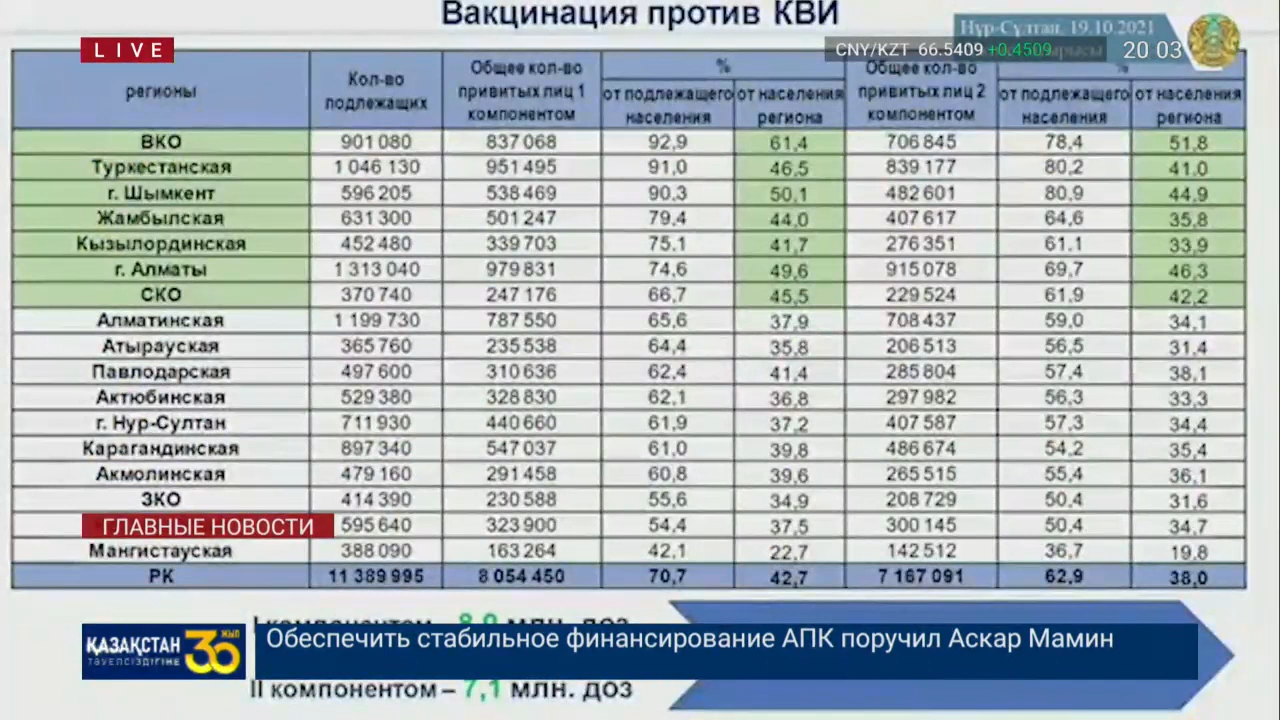 Вакцинация против КВИ
Нұр-Сұлтан, 19.10.2021
LIVE
CNY/KZT 66.5409 +0.4509
20 03
регионы
Кол-во подлежащих
Общее кол-во привитых лиц 1 компонентом
%
от подлежащего населения
от населения региона
Общее кол-во привитых лиц 2 компонентом
%
от подлежащего населения
от населения региона
ВКО 901 080 837 068 92,9 61,4 706 845 78,4 51,8
Туркестанская 1 046 130 951 495 91,0 46,5 839 177 80,2 41,0
г. Шымкент 596 205 538 469 90,3 50,1 482 601 80,9 44,9
Жамбылская 631 300 501 247 79,4 44,0 407 617 64,6 35,8
Кызылординская 452 480 339 703 75,1 41,7 276 351 61,1 33,9
г. Алматы 1 313 040 979 831 74,6 49,6 915 078 69,7 46,3
СКО 370 740 247 176 66,7 45,5 229 524 61,9 42,2
Алматинская 1 199 730 787 550 65,6 37,9 708 437 59,0 34,1
Атырауская 365 760 235 538 64,4 35,8 206 513 56,5 31,4
Павлодарская 497 600 310 636 62,4 41,4 285 804 57,4 38,1
Актюбинская 529 380 328 830 62,1 36,8 297 982 56,3 33,3
г. Нур-Султан 711 930 440 660 61,9 37,2 407 587 57,3 34,4
Карагандинская 897 340 547 037 61,0 39,8 486 674 54,2 35,4
Акмолинская 479 160 291 458 60,8 39,6 265 515 55,4 36,1
ЗКО 414 390 230 588 55,6 34,9 208 729 50,4 31,6
ГЛАВНЫЕ НОВОСТИ 595 640 323 900 54,4 37,5 300 145 50,4 34,7
Мангистауская 388 090 163 264 42,1 22,7 142 512 36,7 19,8
РК 11 389 995 8 054 450 70,7 42,7 7 167 091 62,9 38,0
ҚАЗАҚСТАН
ТӘУЕЛСІЗДІГІНЕ
30 ЖЫЛ
Обеспечить стабильное финансирование АПК поручил Аскар Мамин
II компонентом – 7,1 млн. доз